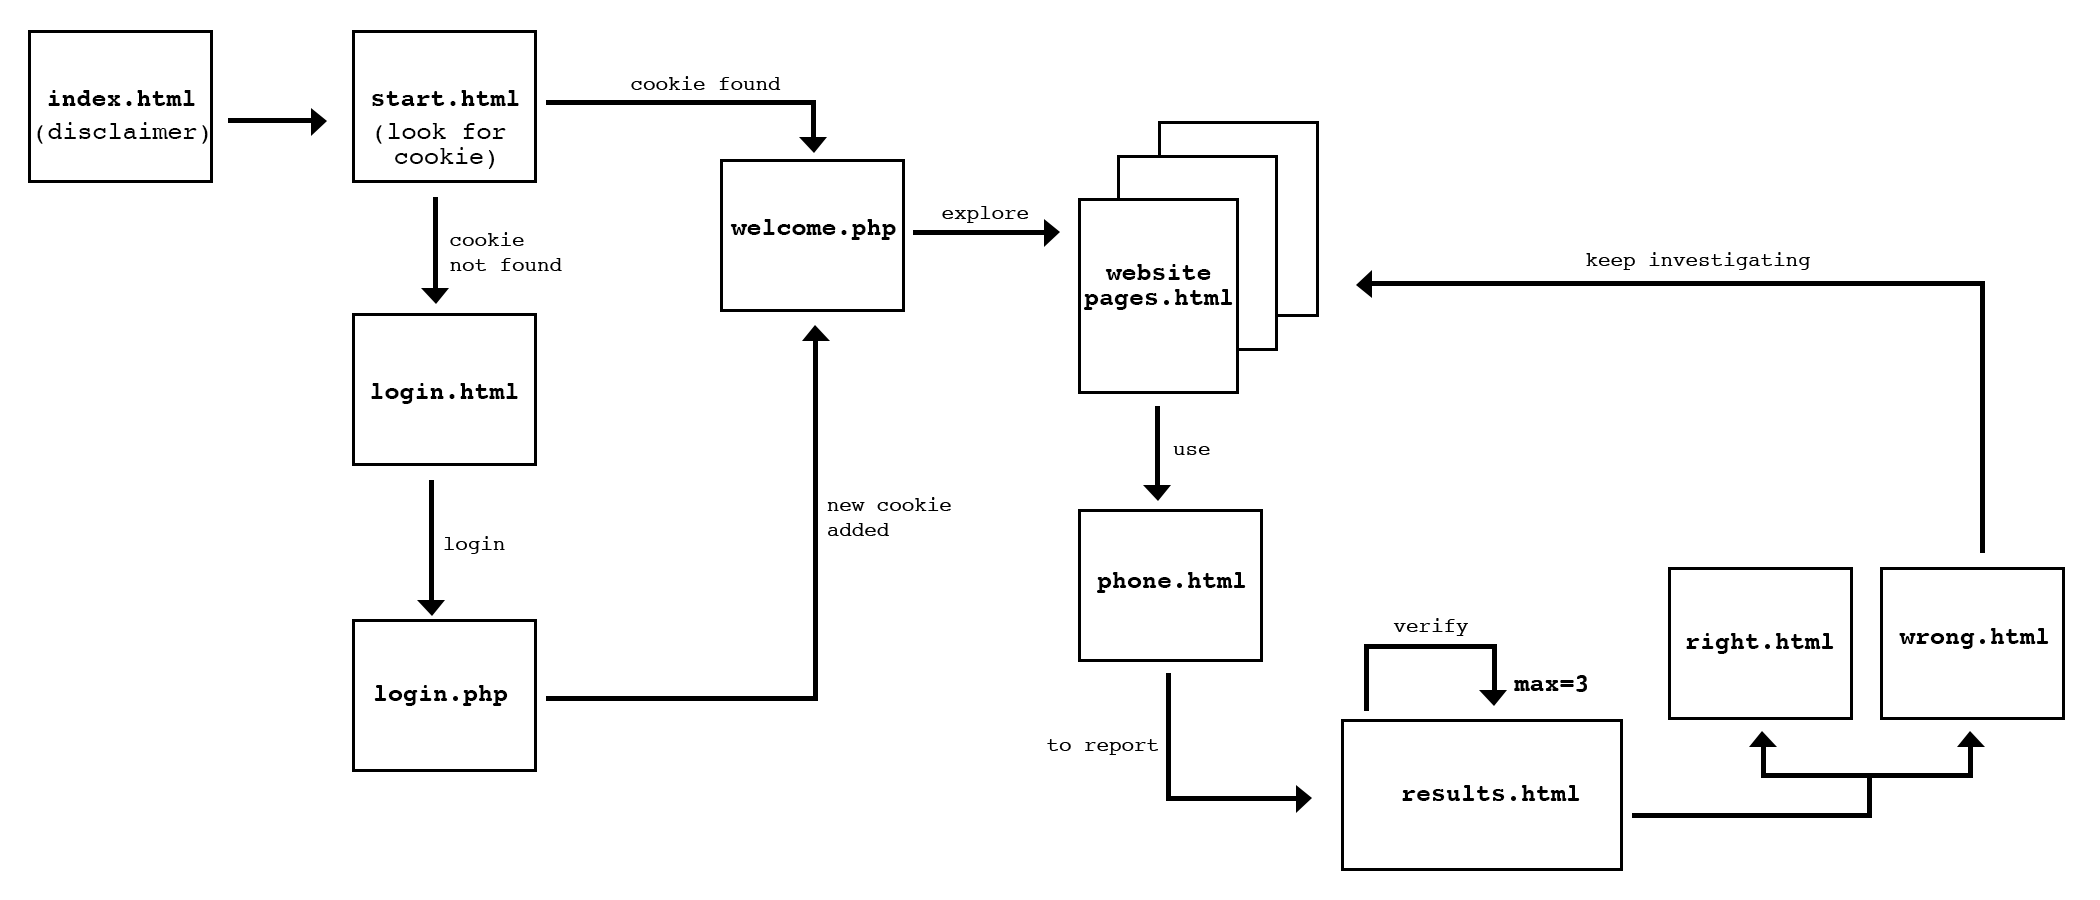 index.html
(disclaimer)
start.html
(look for
cookie)
cookie found
cookie
not found
login.html
login
login.php
new cookie
added
welcome.php
explore
website
pages.html
use
phone.html
to report
verify
max=3
results.html
right.html
wrong.html
keep investigating